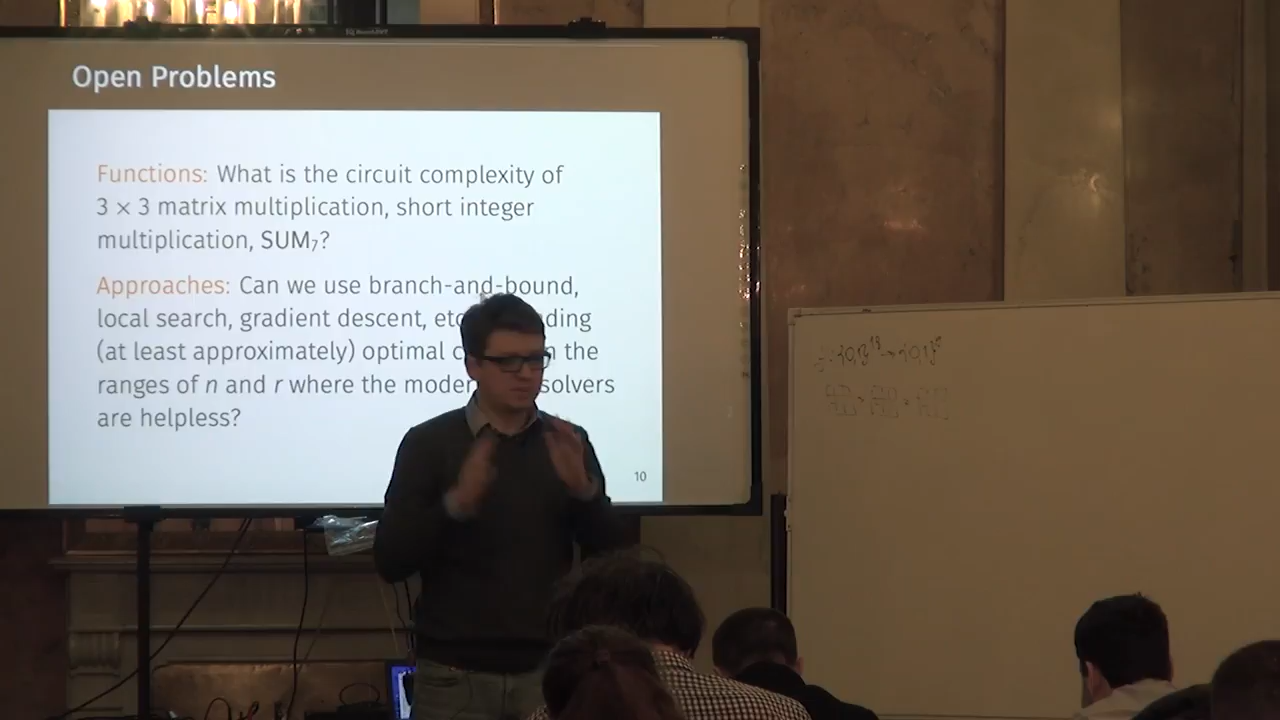 Open Problems
Functions: What is the circuit complexity of
3 × 3 matrix multiplication, short integer
multiplication, SUM₇?
Approaches: Can we use branch-and-bound,
local search, gradient descent, etc
(at least approximately) optimal the
ranges of n and r where the solvers
are helpless?
10